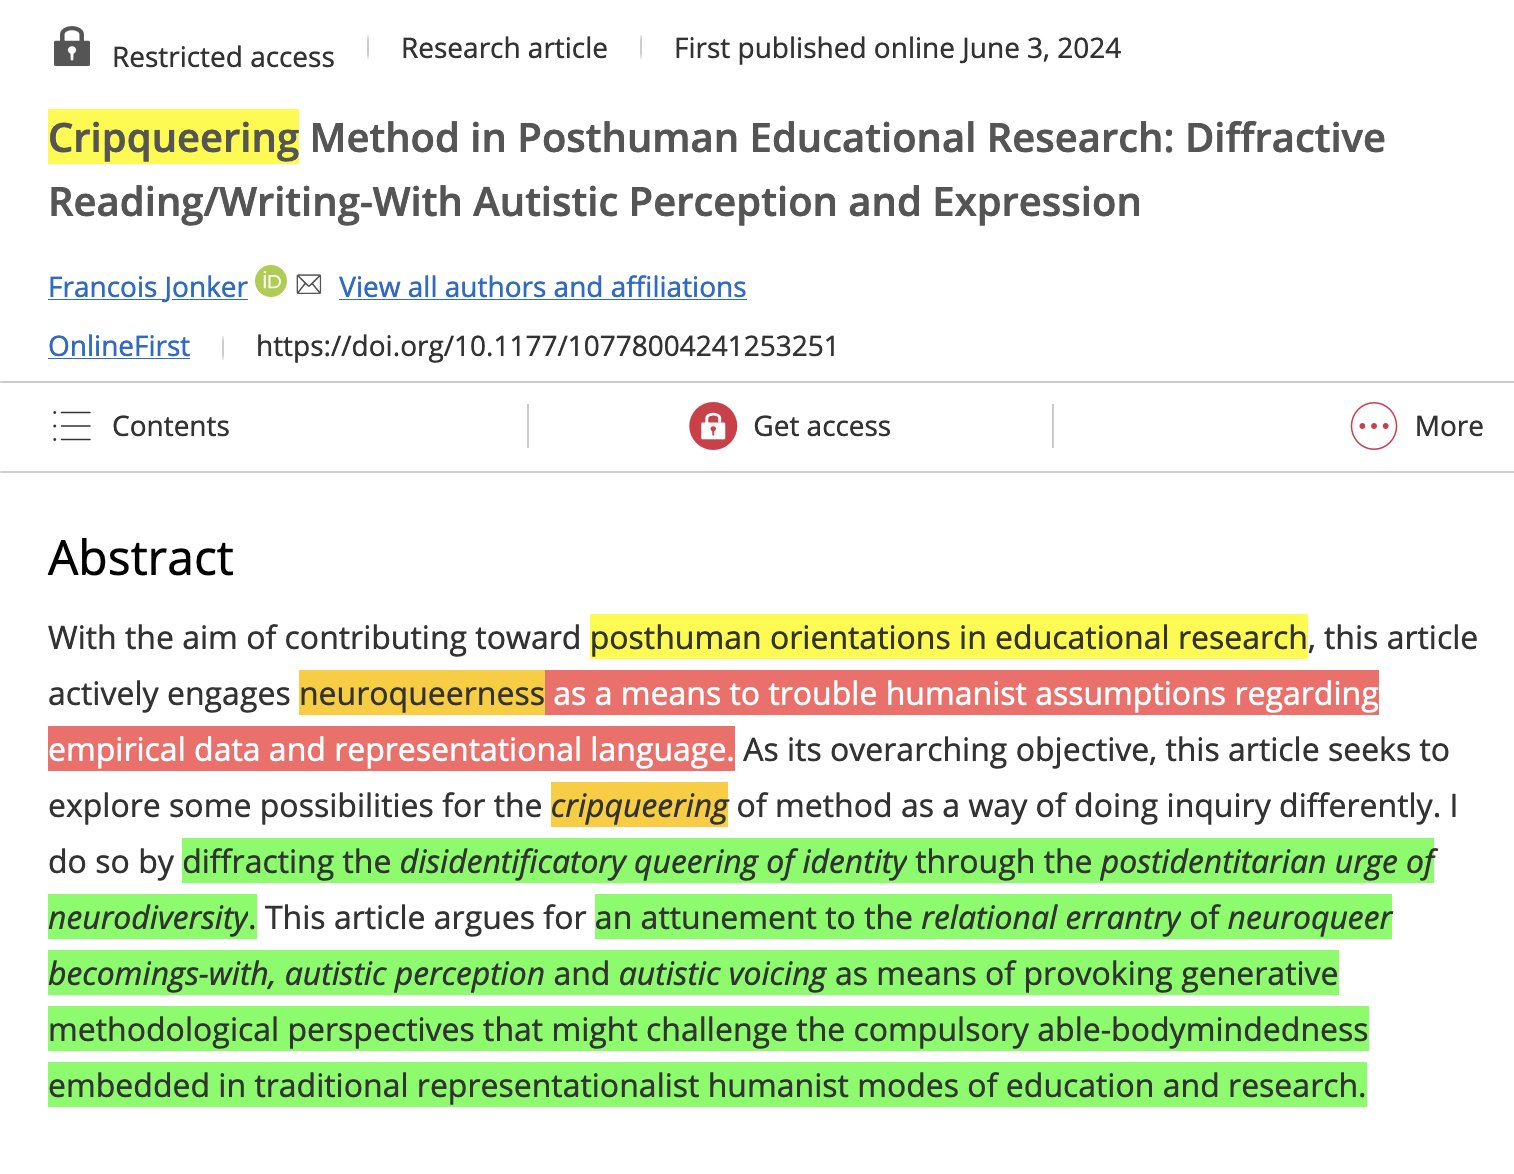 Restricted access | Research article | First published online June 3, 2024
Cripqueering Method in Posthuman Educational Research: Diffractive
Reading/Writing-With Autistic Perception and Expression
Francois Jonker iD View all authors and affiliations
OnlineFirst | https://doi.org/10.1177/10778004241253251
Contents | Get access | More
Abstract
With the aim of contributing toward posthuman orientations in educational research, this article
actively engages neuroqueerness as a means to trouble humanist assumptions regarding
empirical data and representational language. As its overarching objective, this article seeks to
explore some possibilities for the cripqueering of method as a way of doing inquiry differently. I
do so by diffracting the disidentificatory queering of identity through the postidentitarian urge of
neurodiversity. This article argues for an attunement to the relational errantry of neuroqueer
becomings-with, autistic perception and autistic voicing as means of provoking generative
methodological perspectives that might challenge the compulsory able-bodymindedness
embedded in traditional representationalist humanist modes of education and research.